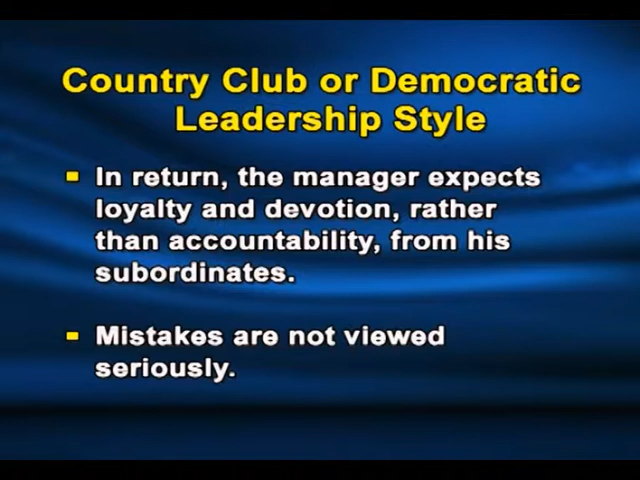 Country Club or Democratic
Leadership Style
In return, the manager expects
loyalty and devotion, rather
than accountability, from his
subordinates.
Mistakes are not viewed
seriously.